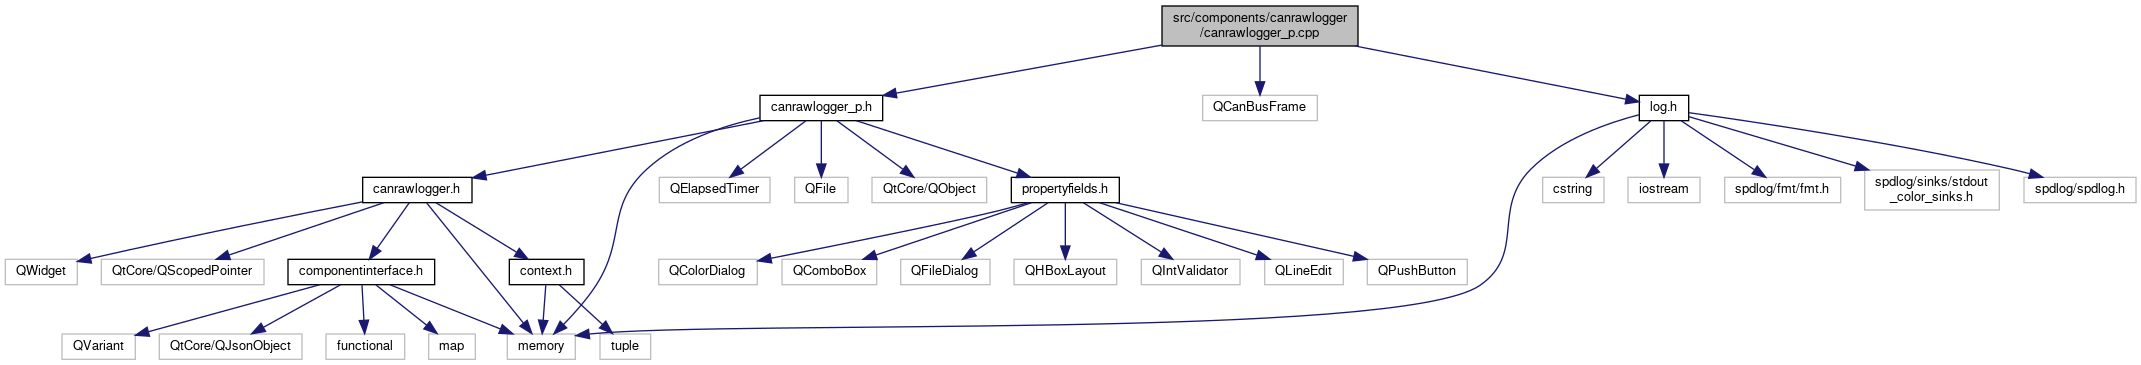 src/components/canrawlogger
/canrawlogger_p.cpp
canrawlogger_p.h
QCanBusFrame
log.h
canrawlogger.h
QElapsedTimer
QFile
QtCore/QObject
propertyfields.h
cstring
iostream
spdlog/fmt/fmt.h
spdlog/sinks/stdout
_color_sinks.h
spdlog/spdlog.h
QWidget
QtCore/QScopedPointer
componentinterface.h
context.h
QColorDialog
QComboBox
QFileDialog
QHBoxLayout
QIntValidator
QLineEdit
QPushButton
QVariant
QtCore/QJsonObject
functional
map
memory
tuple